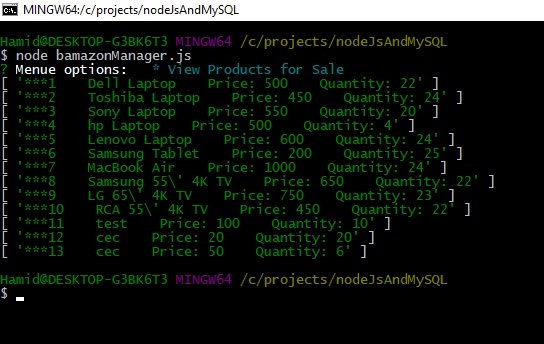 MINGW64:/c/projects/nodeJsAndMySQL
Hamid@DESKTOP-G3BK6T3 MINGW64 /c/projects/nodeJsAndMySQL
$ node bamazonManager.js
? Menue options:   * View Products for Sale
[ '***1    Dell Laptop    Price: 500    Quantity: 22' ]
[ '***2    Toshiba Laptop    Price: 450    Quantity: 24' ]
[ '***3    Sony Laptop    Price: 550    Quantity: 20' ]
[ '***4    hp Laptop    Price: 500    Quantity: 4' ]
[ '***5    Lenovo Laptop    Price: 600    Quantity: 24' ]
[ '***6    Samsung Tablet    Price: 200    Quantity: 25' ]
[ '***7    MacBook Air    Price: 1000    Quantity: 24' ]
[ '***8    Samsung 55\' 4K TV    Price: 650    Quantity: 22' ]
[ '***9    LG 65\' 4K TV    Price: 750    Quantity: 23' ]
[ '***10    RCA 55\' 4K TV    Price: 450    Quantity: 22' ]
[ '***11    test    Price: 100    Quantity: 10' ]
[ '***12    cec    Price: 20    Quantity: 20' ]
[ '***13    cec    Price: 50    Quantity: 6' ]
Hamid@DESKTOP-G3BK6T3 MINGW64 /c/projects/nodeJsAndMySQL
$